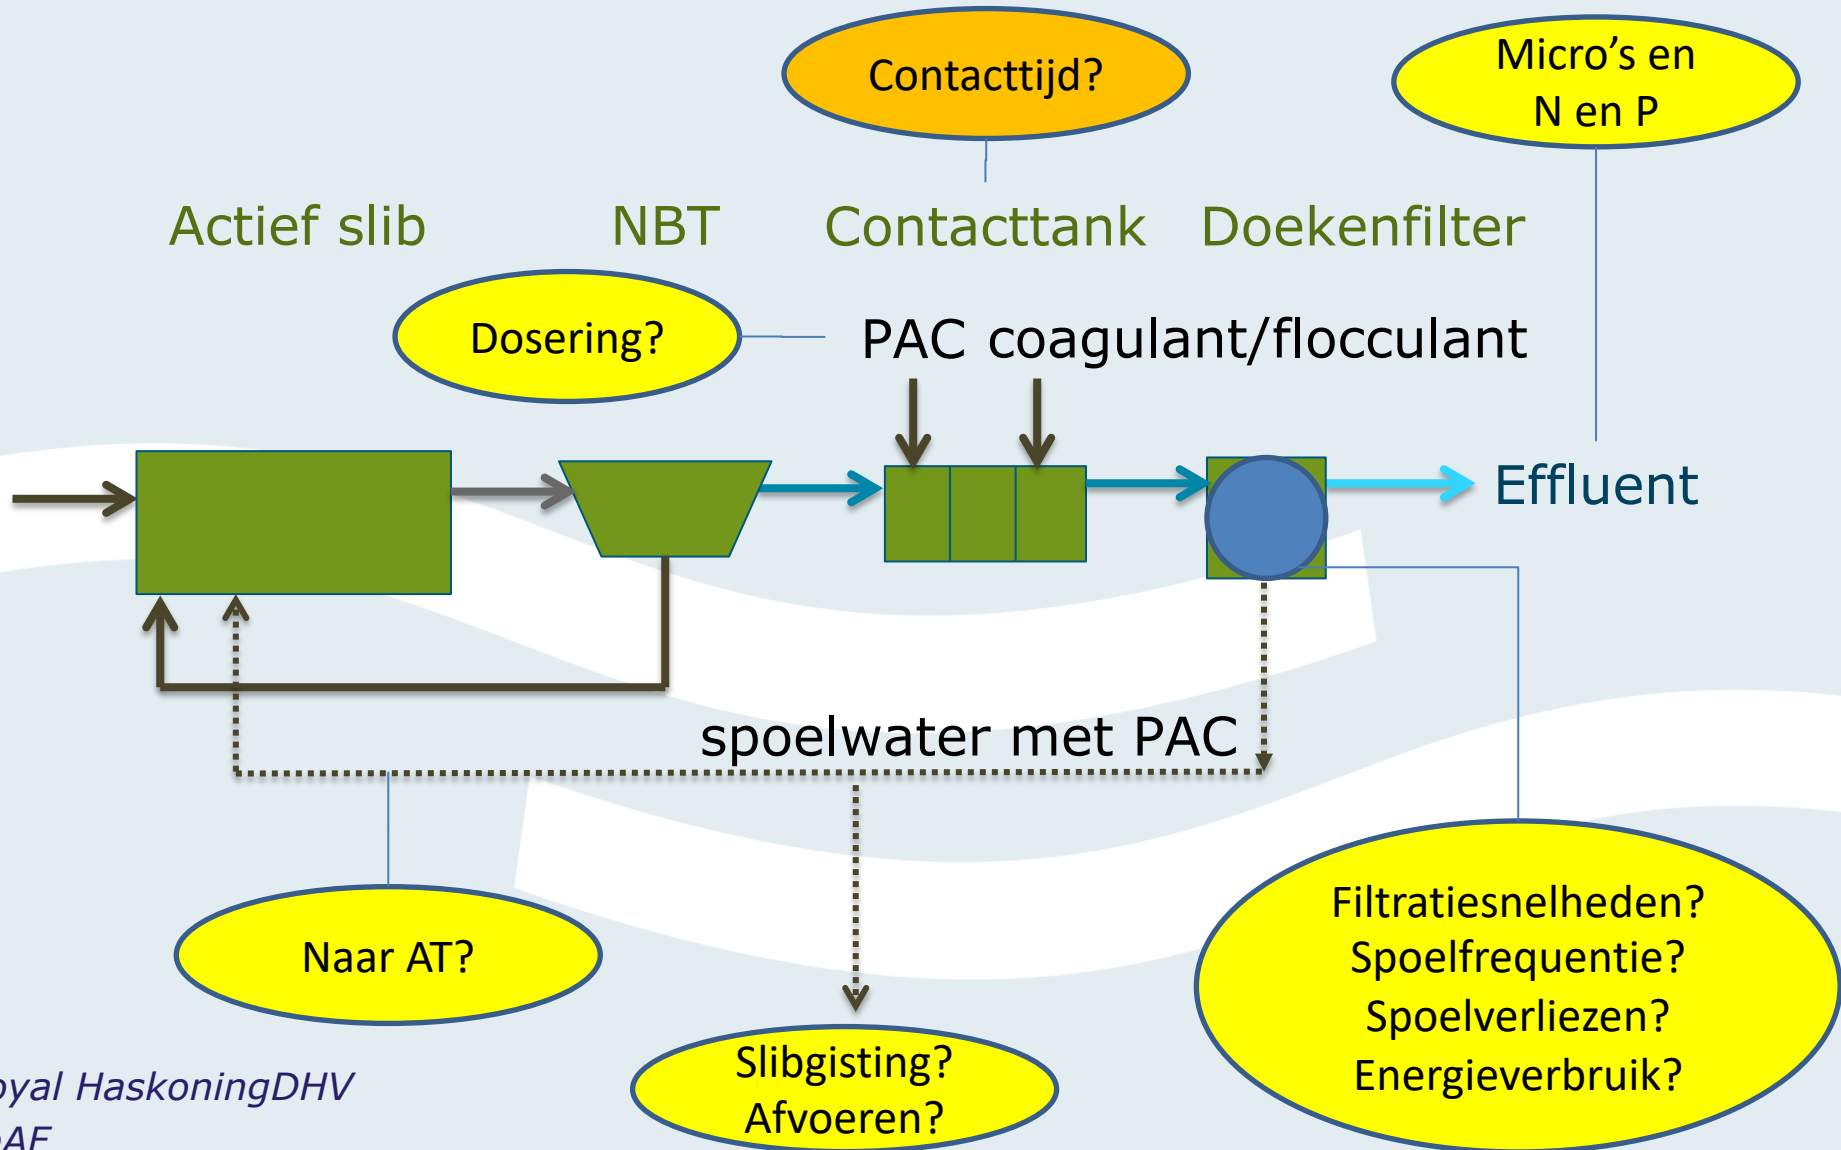 Contacttijd?
Micro's en
N en P
Actief slib
NBT
Contacttank
Doekenfilter
Dosering?
PAC coagulant/flocculant
Effluent
spoelwater met PAC
Naar AT?
Slibgisting?
Afvoeren?
Filtratiesnelheden?
Spoelfrequentie?
Spoelverliezen?
Energieverbruik?
oyal HaskoningDHV